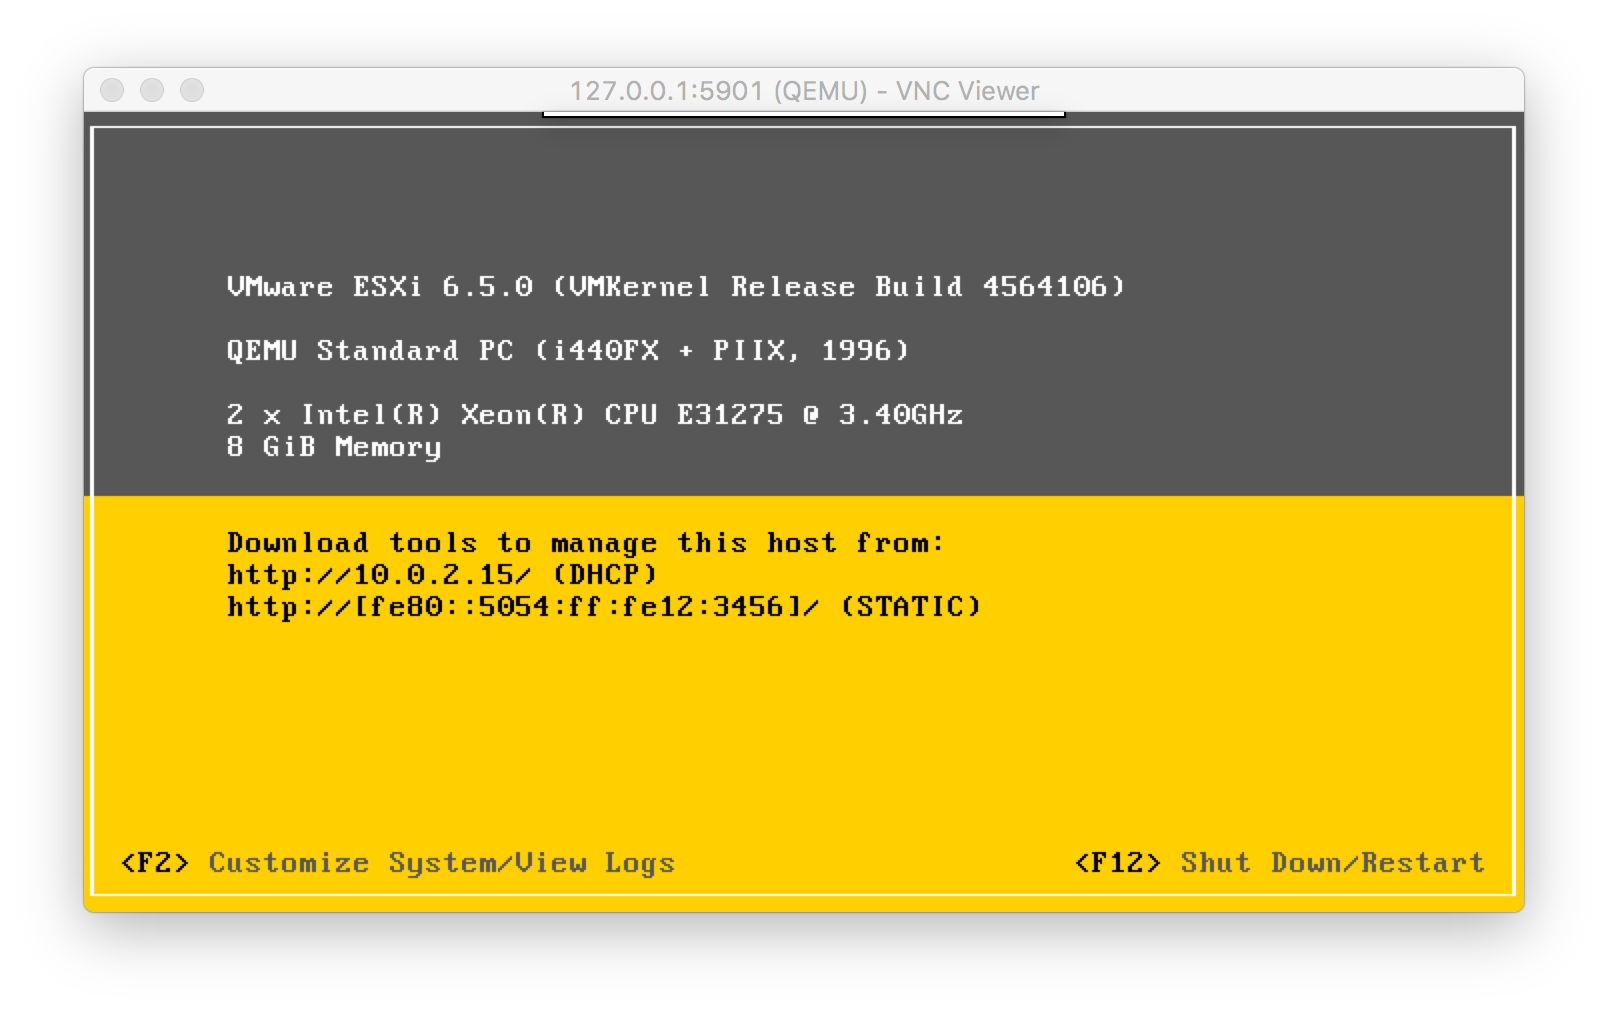 127.0.0.1:5901 (QEMU) - VNC Viewer
VMware ESXi 6.5.0 (VMKernel Release Build 4564106)
QEMU Standard PC (i440FX + PIIX, 1996)
2 x Intel(R) Xeon(R) CPU E31275 @ 3.40GHz
8 GiB Memory
Download tools to manage this host from:
http://10.0.2.15/ (DHCP)
http://[fe80::5054:ff:fe12:3456]/ (STATIC)
<F2> Customize System/View Logs
<F12> Shut Down/Restart